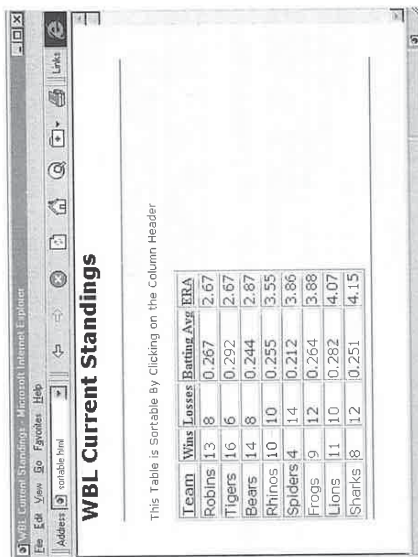 WBL Current Standings - Microsoft Internet Explorer
File Edit View Go Favorites Help
Address sortable.html Links
WBL Current Standings
This Table is Sortable By Clicking on the Column Header
Team Wins Losses Batting Avg ERA
Robins 13 8 0.267 2.67
Tigers 16 6 0.292 2.67
Bears 14 8 0.244 2.87
Rhinos 10 10 0.255 3.55
Spiders 4 14 0.212 3.86
Frogs 9 12 0.264 3.88
Lions 11 10 0.282 4.07
Sharks 8 12 0.251 4.15